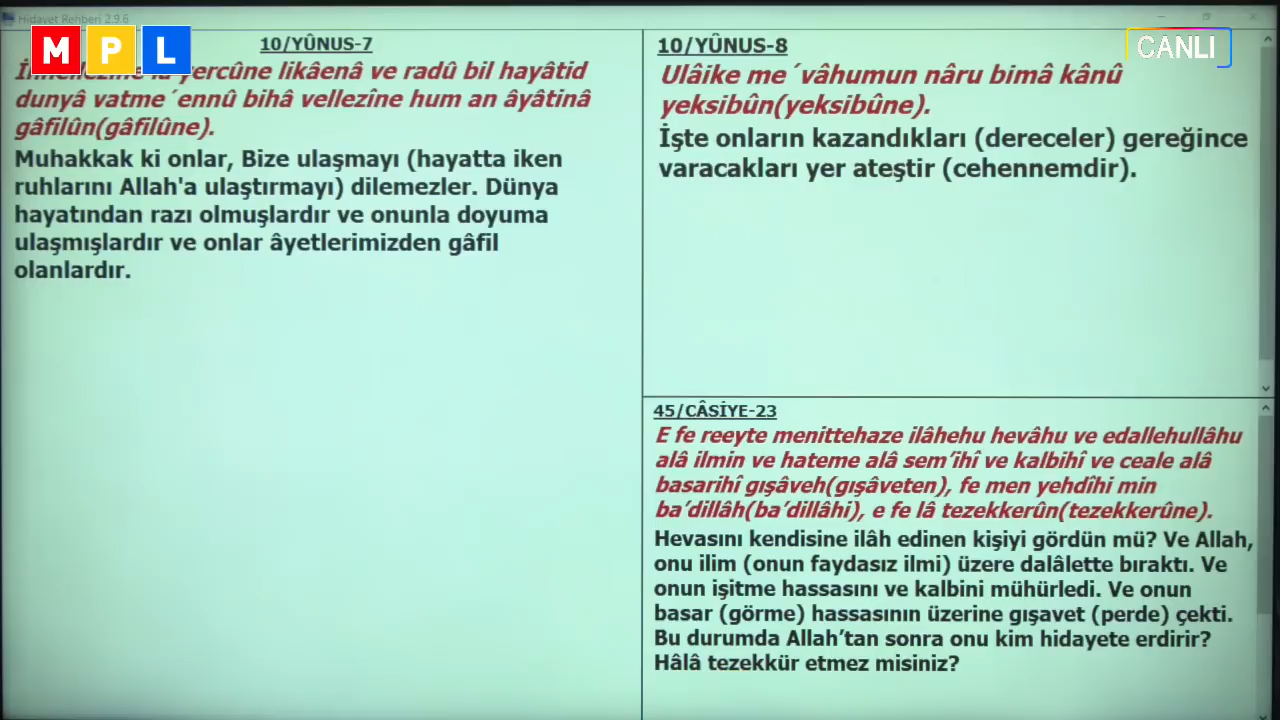 Hidayet Rehberi 2.9.6
M P L
CANLI
10/YÛNUS-7
yercûne likâenâ ve radû bil hayâtid
dunyâ vatme´ennû bihâ vellezîne hum an âyâtinâ
gâfilûn(gâfilûne).
Muhakkak ki onlar, Bize ulaşmayı (hayatta iken
ruhlarını Allah'a ulaştırmayı) dilemezler. Dünya
hayatından razı olmuşlardır ve onunla doyuma
ulaşmışlardır ve onlar âyetlerimizden gâfil
olanlardır.
10/YÛNUS-8
Ulâike me´vâhumun nâru bimâ kânû
yeksibûn(yeksibûne).
İşte onların kazandıkları (dereceler) gereğince
varacakları yer ateştir (cehennemdir).
45/CÂSİYE-23
E fe reeyte menittehaze ilâhehu hevâhu ve edallehullâhu
alâ ilmin ve hateme alâ sem’ihî ve kalbihî ve ceale alâ
basarihî gışâveh(gışâveten), fe men yehdîhi min
ba’dillâh(ba’dillâhi), e fe lâ tezekkerûn(tezekkerûne).
Hevasını kendisine ilâh edinen kişiyi gördün mü? Ve Allah,
onu ilim (onun faydasız ilmi) üzere dalâlette bıraktı. Ve
onun işitme hassasını ve kalbini mühürledi. Ve onun
basar (görme) hassasının üzerine gışavet (perde) çekti.
Bu durumda Allah’tan sonra onu kim hidayete erdirir?
Hâlâ tezekkür etmez misiniz?